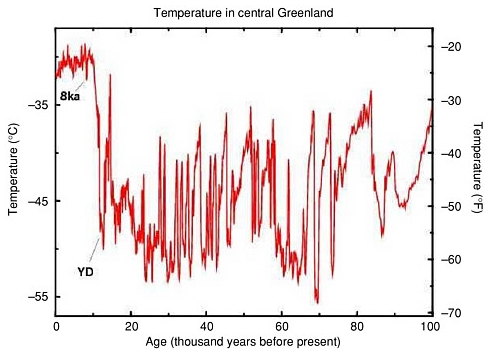 Temperature in central Greenland
Temperature (°C)
−35
−45
−55
8ka
YD
−20
−30
−40
−50
−60
−70
Temperature (°F)
0 20 40 60 80 100
Age (thousand years before present)